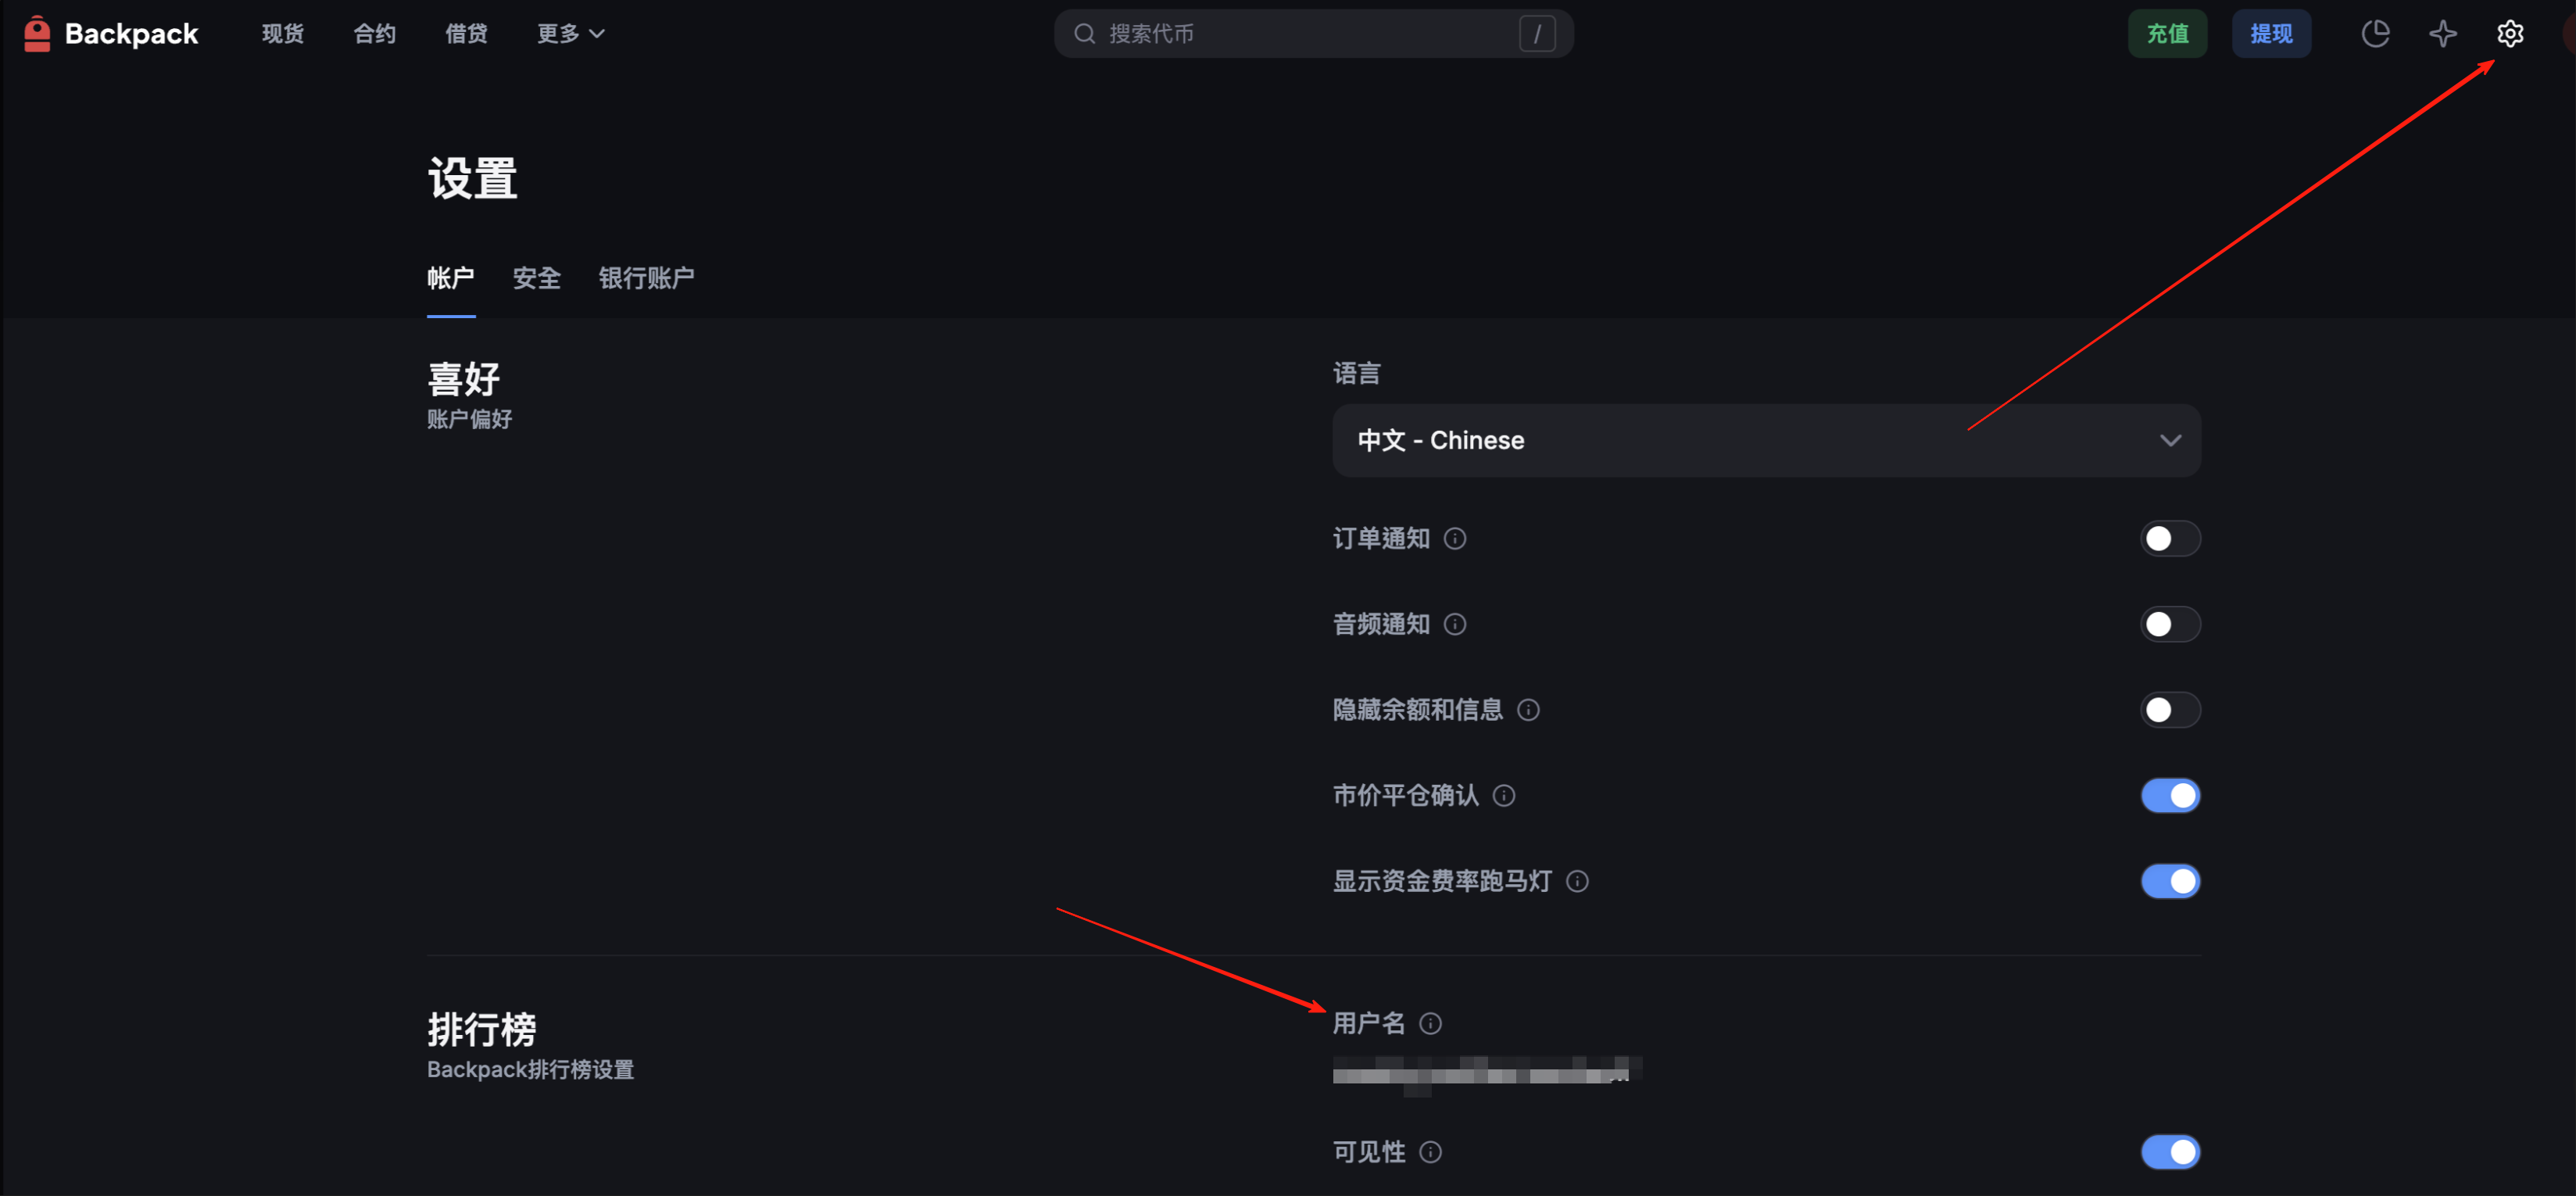 Backpack 现货 合约 借贷 更多 搜索代币 / 充值 提现
设置
帐户 安全 银行账户
喜好
账户偏好
语言
中文 - Chinese
订单通知
音频通知
隐藏余额和信息
市价平仓确认
显示资金费率跑马灯
排行榜
Backpack排行榜设置
用户名
可见性